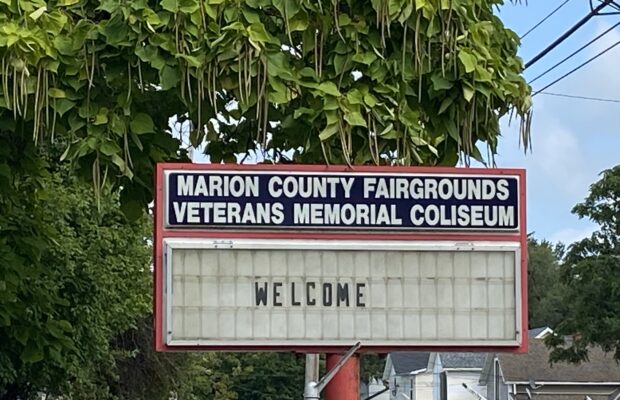 MARION COUNTY FAIRGROUNDS
VETERANS MEMORIAL COLISEUM
WELCOME